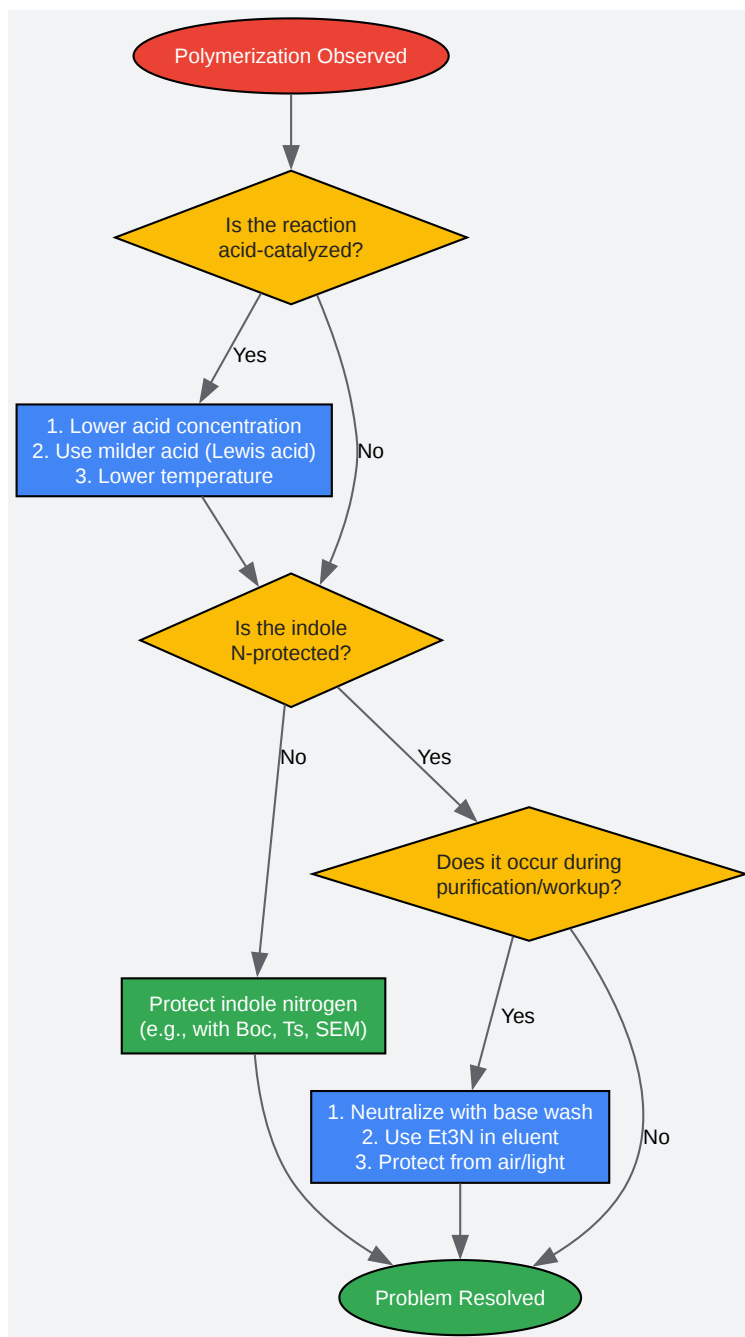 Polymerization Observed
Is the reaction
acid-catalyzed?
Yes
1. Lower acid concentration
2. Use milder acid (Lewis acid)
3. Lower temperature
No
Is the indole
N-protected?
No
Yes
Does it occur during
purification/workup?
Protect indole nitrogen
(e.g., with Boc, Ts, SEM)
Yes
1. Neutralize with base wash
2. Use Et3N in eluent
3. Protect from air/light
No
Problem Resolved